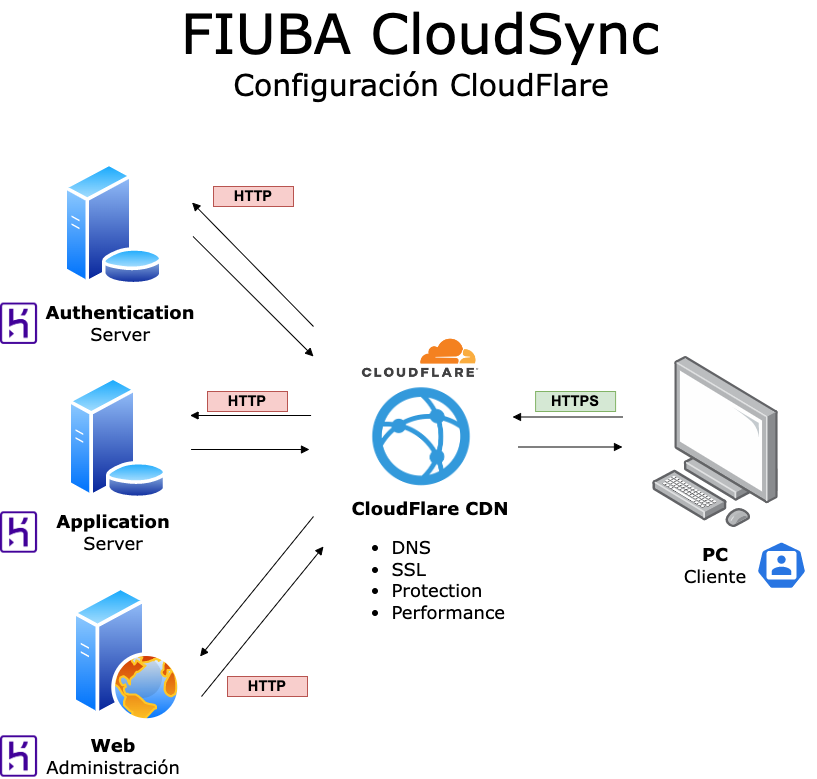 FIUBA CloudSync
Configuración CloudFlare
HTTP
Authentication
Server
CLOUDFLARE
HTTP
HTTPS
Application
Server
CloudFlare CDN
• DNS
• SSL
• Protection
• Performance
PC
Cliente
HTTP
Web
Administración